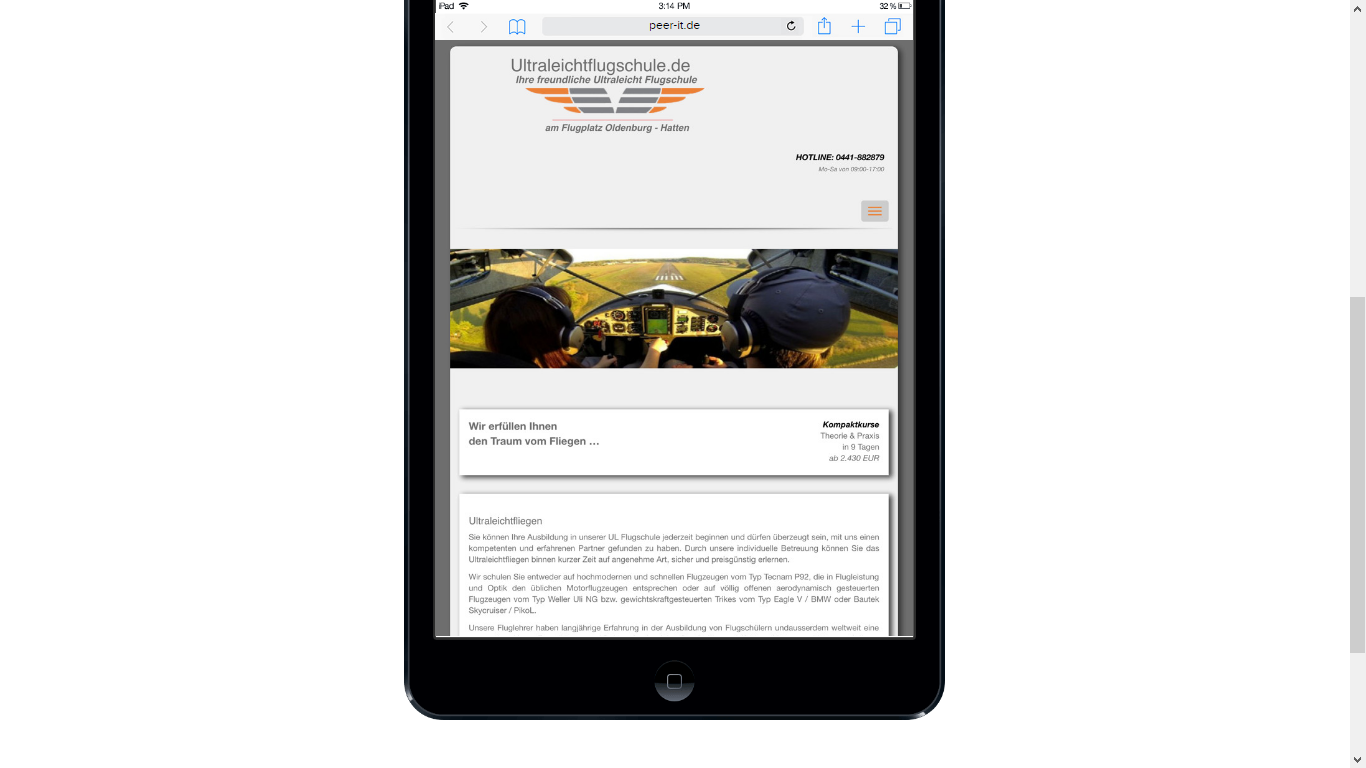 iPad 3:14 PM 32 %
peer-it.de
Ultraleichtflugschule.de
Ihre freundliche Ultraleicht Flugschule
am Flugplatz Oldenburg - Hatten
HOTLINE: 0441-882879
Mo-Sa von 09:00-17:00
Wir erfüllen Ihnen
den Traum vom Fliegen ...
Kompaktkurse
Theorie & Praxis
in 9 Tagen
ab 2.430 EUR
Ultraleichtfliegen
Sie können Ihre Ausbildung in unserer UL Flugschule jederzeit beginnen und dürfen überzeugt sein, mit uns einen
kompetenten und erfahrenen Partner gefunden zu haben. Durch unsere individuelle Betreuung können Sie das
Ultraleichtfliegen binnen kurzer Zeit auf angenehme Art, sicher und preisgünstig erlernen.
Wir schulen Sie entweder auf hochmodernen und schnellen Flugzeugen vom Typ Tecnam P92, die in Flugleistung
und Optik den üblichen Motorflugzeugen entsprechen oder auf völlig offenen aerodynamisch gesteuerten
Flugzeugen vom Typ Weller Uli NG bzw. gewichtskraftgesteuerten Trikes vom Typ Eagle V / BMW oder Bautek
Skycruiser / PikoL.
Unsere Fluglehrer haben langjährige Erfahrung in der Ausbildung von Flugschülern undausserdem weltweit eine